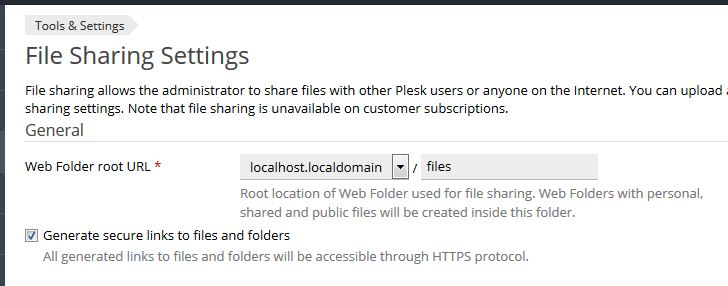 Tools & Settings
File Sharing Settings
File sharing allows the administrator to share files with other Plesk users or anyone on the Internet. You can upload
sharing settings. Note that file sharing is unavailable on customer subscriptions.
General
Web Folder root URL * localhost.localdomain / files
Root location of Web Folder used for file sharing. Web Folders with personal,
shared and public files will be created inside this folder.
Generate secure links to files and folders
All generated links to files and folders will be accessible through HTTPS protocol.